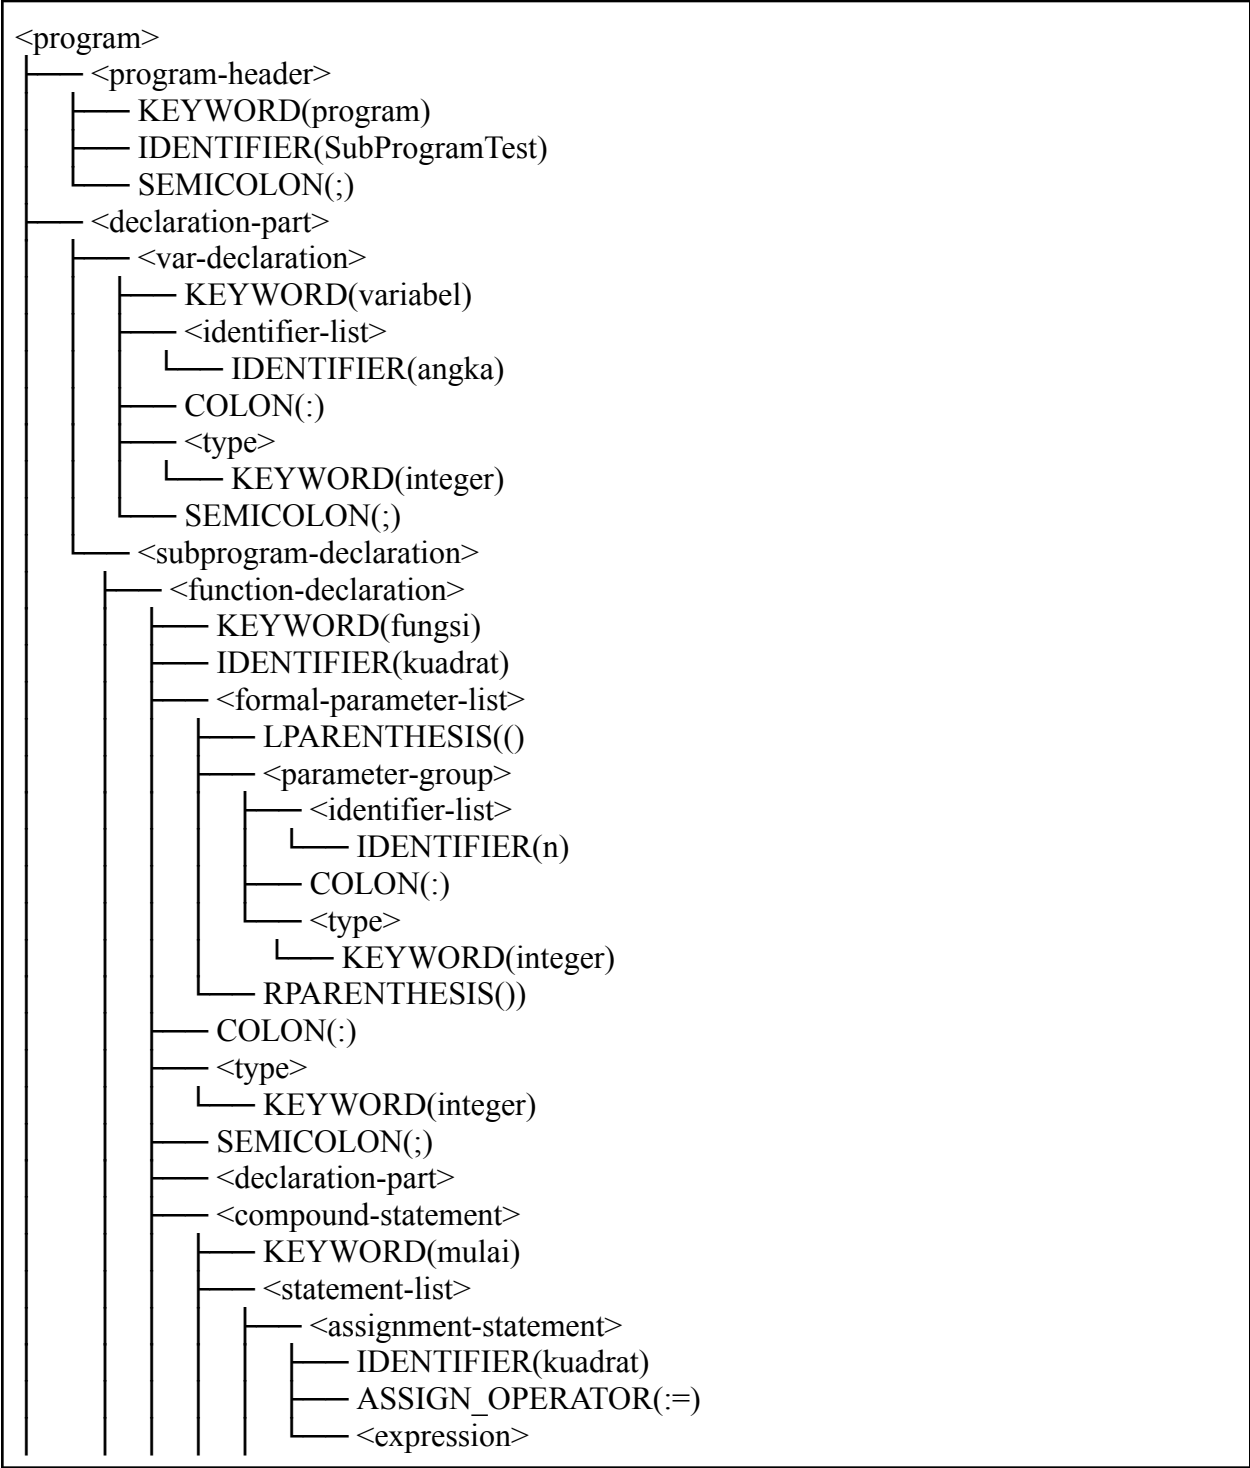 <program>
<program-header>
KEYWORD(program)
IDENTIFIER(SubProgramTest)
SEMICOLON(;)
<declaration-part>
<var-declaration>
KEYWORD(variabel)
<identifier-list>
IDENTIFIER(angka)
COLON(:)
<type>
KEYWORD(integer)
SEMICOLON(;)
<subprogram-declaration>
<function-declaration>
KEYWORD(fungsi)
IDENTIFIER(kuadrat)
<formal-parameter-list>
LPARENTHESIS(()
<parameter-group>
<identifier-list>
IDENTIFIER(n)
COLON(:)
<type>
KEYWORD(integer)
RPARENTHESIS())
COLON(:)
<type>
KEYWORD(integer)
SEMICOLON(;)
<declaration-part>
<compound-statement>
KEYWORD(mulai)
<statement-list>
<assignment-statement>
IDENTIFIER(kuadrat)
ASSIGN_OPERATOR(:=)
<expression>